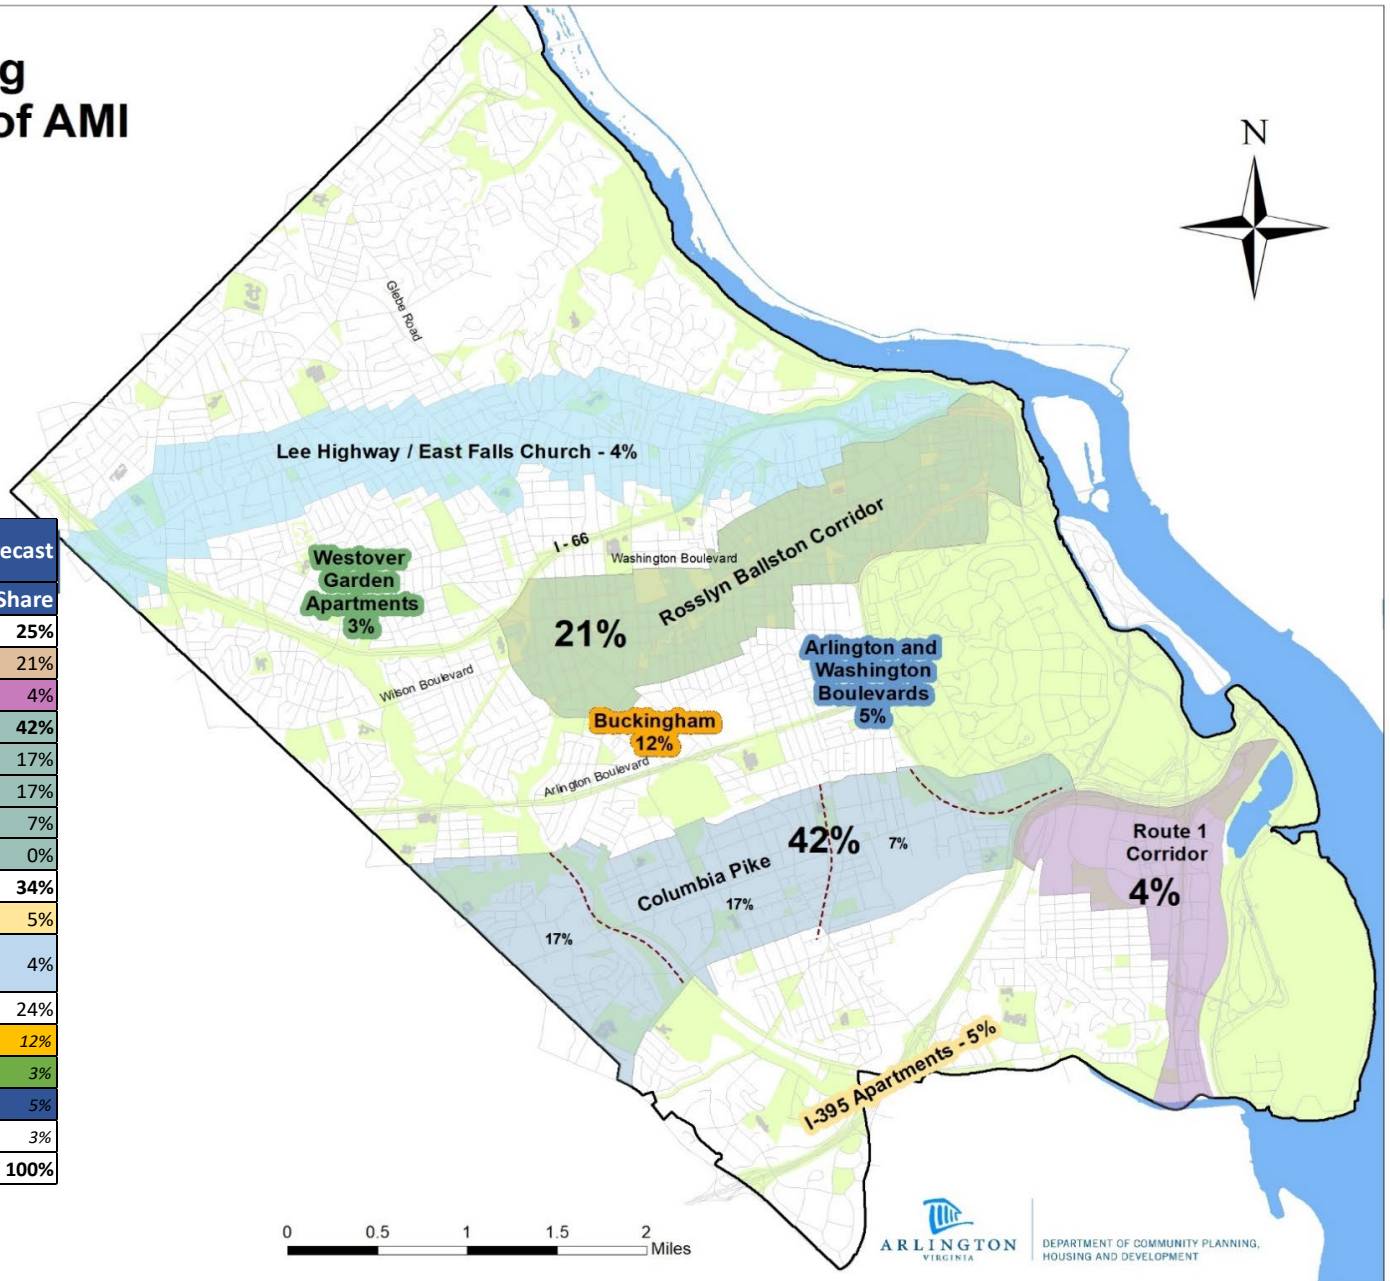 g
of AMI
N
Glebe Road
Lee Highway / East Falls Church - 4%
I - 66
Washington Boulevard
Rosslyn Ballston Corridor
21%
Westover
Garden
Apartments
3%
Wilson Boulevard
Arlington and
Washington
Boulevards
5%
Buckingham
12%
Arlington Boulevard
42%
7%
Columbia Pike
17%
17%
Route 1
Corridor
4%
I-395 Apartments - 5%
ecast
Share
25%
21%
4%
42%
17%
17%
7%
0%
34%
5%
4%
24%
12%
3%
5%
3%
100%
0 0.5 1 1.5 2
Miles
ARLINGTON
VIRGINIA
DEPARTMENT OF COMMUNITY PLANNING,
HOUSING AND DEVELOPMENT